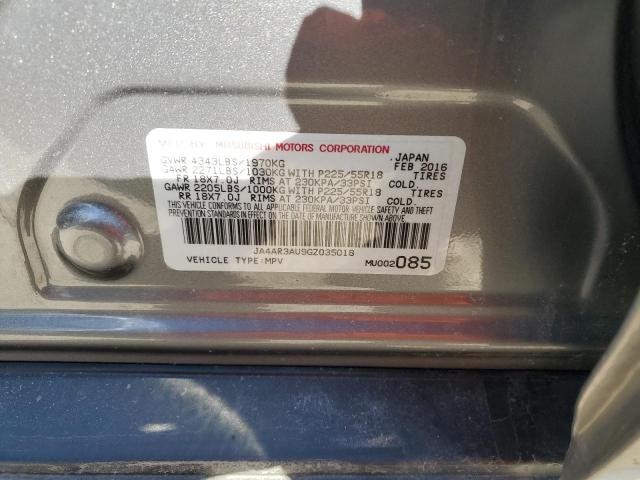 MFD BY MITSUBISHI MOTORS CORPORATION
GVWR 4343LBS/1970KG JAPAN FEB 2016
GAWR 2271LBS/1030KG WITH P225/55R18 TIRES
FR 18X7.0J RIMS AT 230KPA/33PSI COLD.
GAWR 2205LBS/1000KG WITH P225/55R18 TIRES
RR 18X7.0J RIMS AT 230KPA/33PSI COLD.
THIS VEHICLE CONFORMS TO ALL APPLICABLE FEDERAL MOTOR VEHICLE SAFETY AND THEFT
PREVENTION STANDARDS IN EFFECT ON THE DATE OF MANUFACTURE SHOWN ABOVE.
JA4AR3AU9GZ035018
VEHICLE TYPE:MPV MU002085